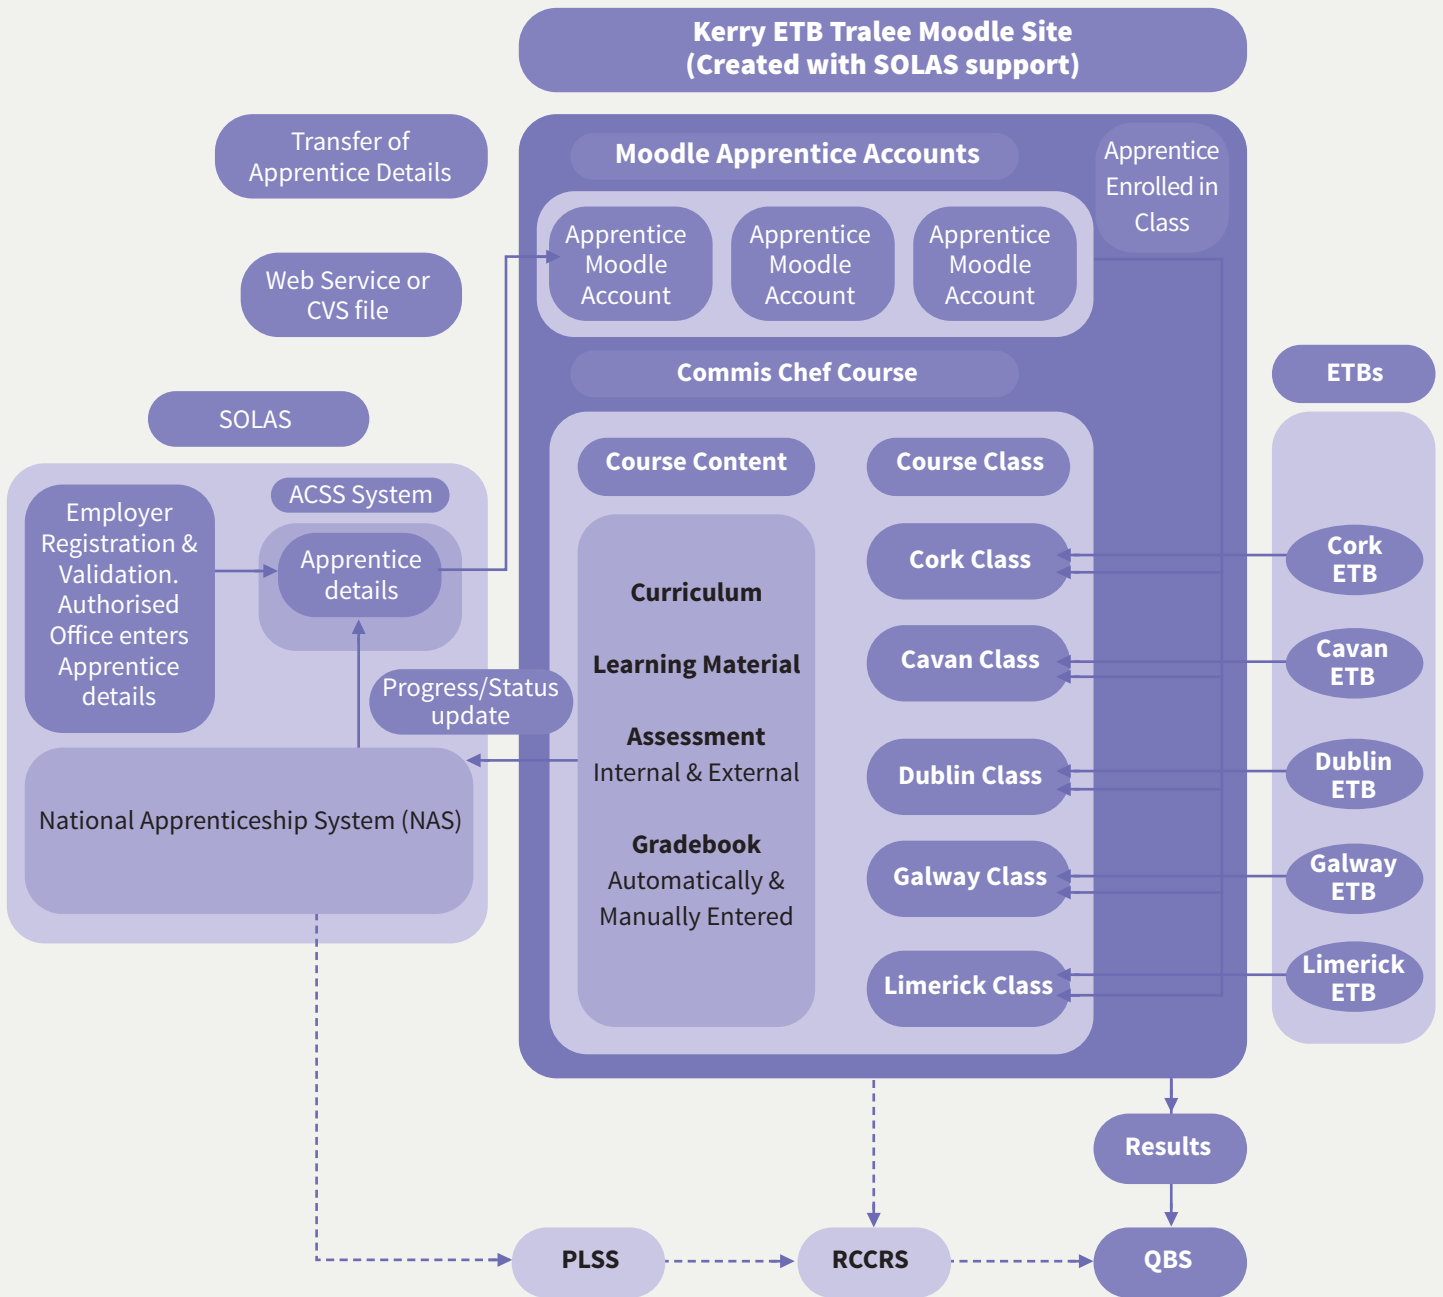 Kerry ETB Tralee Moodle Site
(Created with SOLAS support)
Transfer of
Apprentice Details
Moodle Apprentice Accounts
Apprentice
Enrolled in
Class
Apprentice
Moodle
Account
Apprentice
Moodle
Account
Apprentice
Moodle
Account
Web Service or
CVS file
Commis Chef Course
ETBs
SOLAS
Course Content
Course Class
ACSS System
Employer
Registration &
Validation.
Authorised
Office enters
Apprentice
details
Apprentice
details
Progress/Status
update
National Apprenticeship System (NAS)
Curriculum
Learning Material
Assessment
Internal & External
Gradebook
Automatically &
Manually Entered
Cork Class
Cavan Class
Dublin Class
Galway Class
Limerick Class
Cork
ETB
Cavan
ETB
Dublin
ETB
Galway
ETB
Limerick
ETB
Results
PLSS
RCCRS
QBS